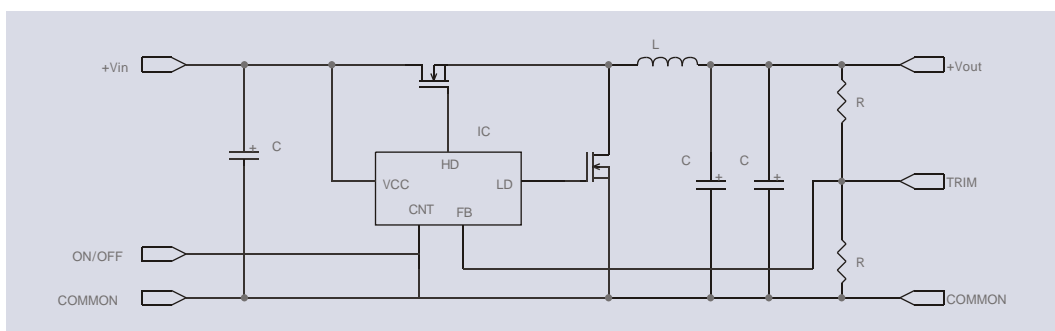 L
+Vin
+Vout
R
IC
+ C
HD
C +
C +
VCC
LD
TRIM
CNT
FB
ON/OFF
R
COMMON
COMMON